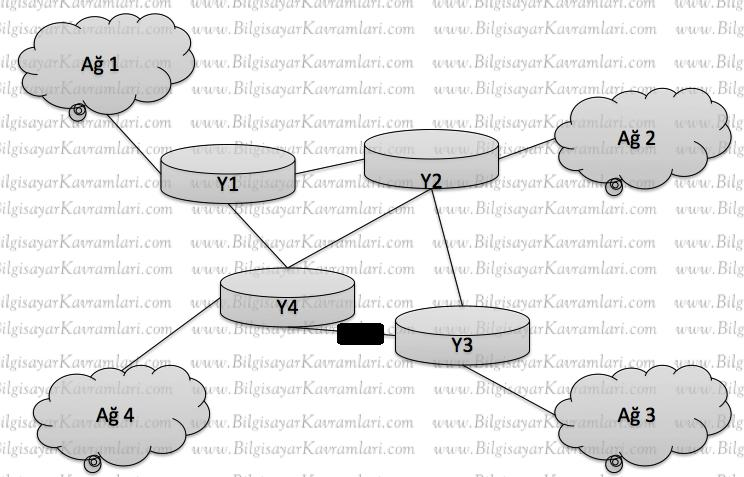 www.BilgisayarKavramlari.com
Ağ 1
Ağ 2
Y1
Y2
Y4
Y3
Ağ 4
Ağ 3